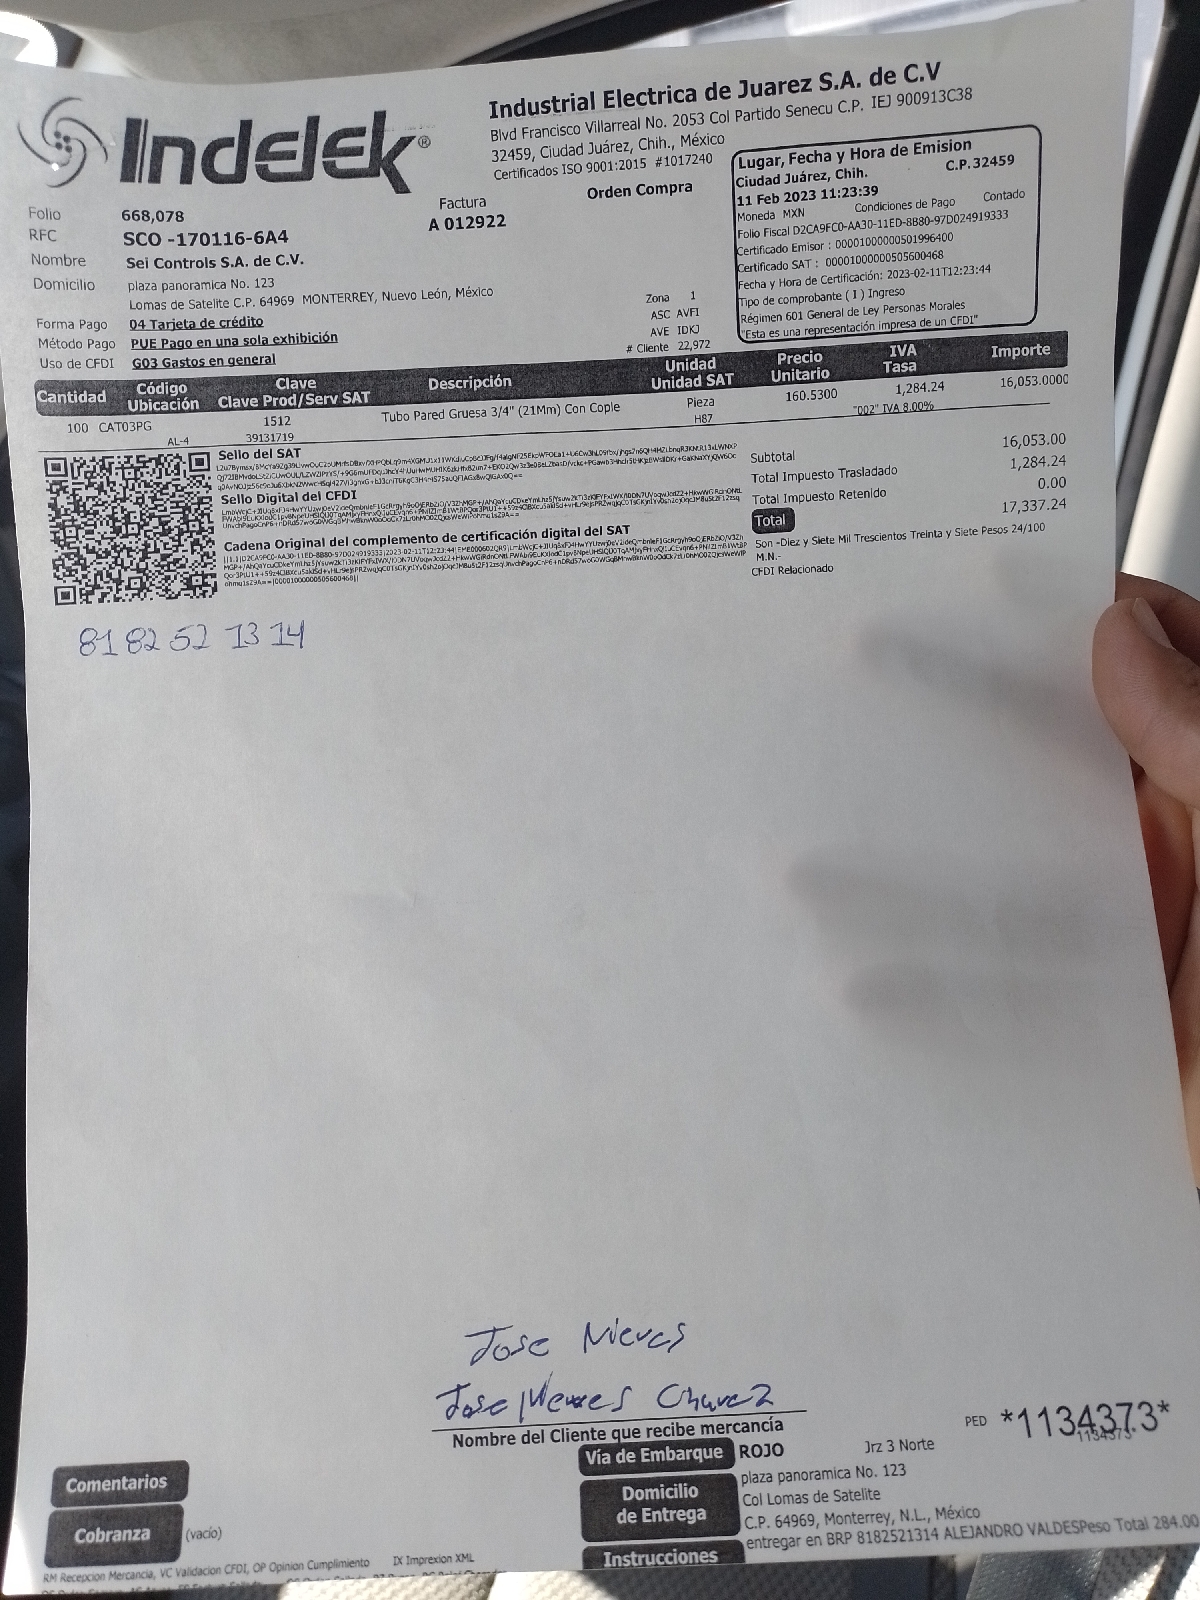 Indelek®
Industrial Electrica de Juarez S.A. de C.V
Blvd Francisco Villarreal No. 2053 Col Partido Senecu C.P. IEJ 900913C38
32459, Ciudad Juárez, Chih., México
Certificados ISO 9001:2015 #1017240
Orden Compra
Lugar, Fecha y Hora de Emision
Ciudad Juárez, Chih. C.P. 32459
11 Feb 2023 11:23:39
Moneda MXN Condiciones de Pago Contado
Folio Fiscal D2CA9FC0-AA30-11ED-8B80-97D024919333
Certificado Emisor : 00001000000501996400
Certificado SAT : 00001000000505600468
Fecha y Hora de Certificación: 2023-02-11T12:23:44
Tipo de comprobante ( I ) Ingreso
Régimen 601 General de Ley Personas Morales
"Esta es una representación impresa de un CFDI"
Folio 668,078
Factura
A 012922
RFC SCO -170116-6A4
Nombre Sei Controls S.A. de C.V.
Domicilio plaza panoramica No. 123
Lomas de Satelite C.P. 64969 MONTERREY, Nuevo León, México
Forma Pago 04 Tarjeta de crédito
Método Pago PUE Pago en una sola exhibición
Uso de CFDI G03 Gastos en general
Zona 1
ASC AVFI
AVE IDKJ
# Cliente 22,972
Cantidad Código Ubicación Clave Clave Prod/Serv SAT Descripción Unidad Unidad SAT Precio Unitario IVA Tasa Importe
100 CAT03PG 1512 Tubo Pared Gruesa 3/4" (21Mm) Con Cople Pieza 160.5300 1,284.24 16,053.0000
AL-4 39131719 H87 "002" IVA 8.00%
Sello del SAT
Sello Digital del CFDI
Cadena Original del complemento de certificación digital del SAT
Subtotal 16,053.00
Total Impuesto Trasladado 1,284.24
Total Impuesto Retenido 0.00
Total 17,337.24
Son -Diez y Siete Mil Trescientos Treinta y Siete Pesos 24/100
M.N.-
CFDI Relacionado
81 82 52 13 14
Jose Nieves
Jose Nieves Chavez
Nombre del Cliente que recibe mercancía
PED *1134373*
1134373
Vía de Embarque ROJO Jrz 3 Norte
Comentarios
Domicilio de Entrega
plaza panoramica No. 123
Col Lomas de Satelite
C.P. 64969, Monterrey, N.L., México
Cobranza (vacío)
Instrucciones entregar en BRP 8182521314 ALEJANDRO VALDESPeso Total 284.00
RM Recepcion Mercancia, VC Validacion CFDI, OP Opinion Cumplimiento IX Imprexion XML